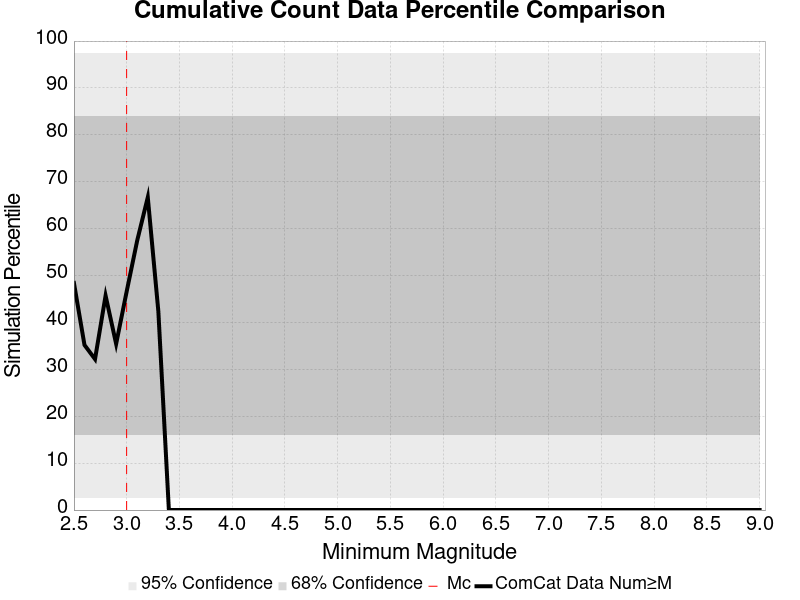 Cumulative Count Data Percentile Comparison
100
90
80
70
60
50
40
30
20
10
0
Simulation Percentile
2.5 3.0 3.5 4.0 4.5 5.0 5.5 6.0 6.5 7.0 7.5 8.0 8.5 9.0
Minimum Magnitude
95% Confidence 68% Confidence Mc ComCat Data Num≥M